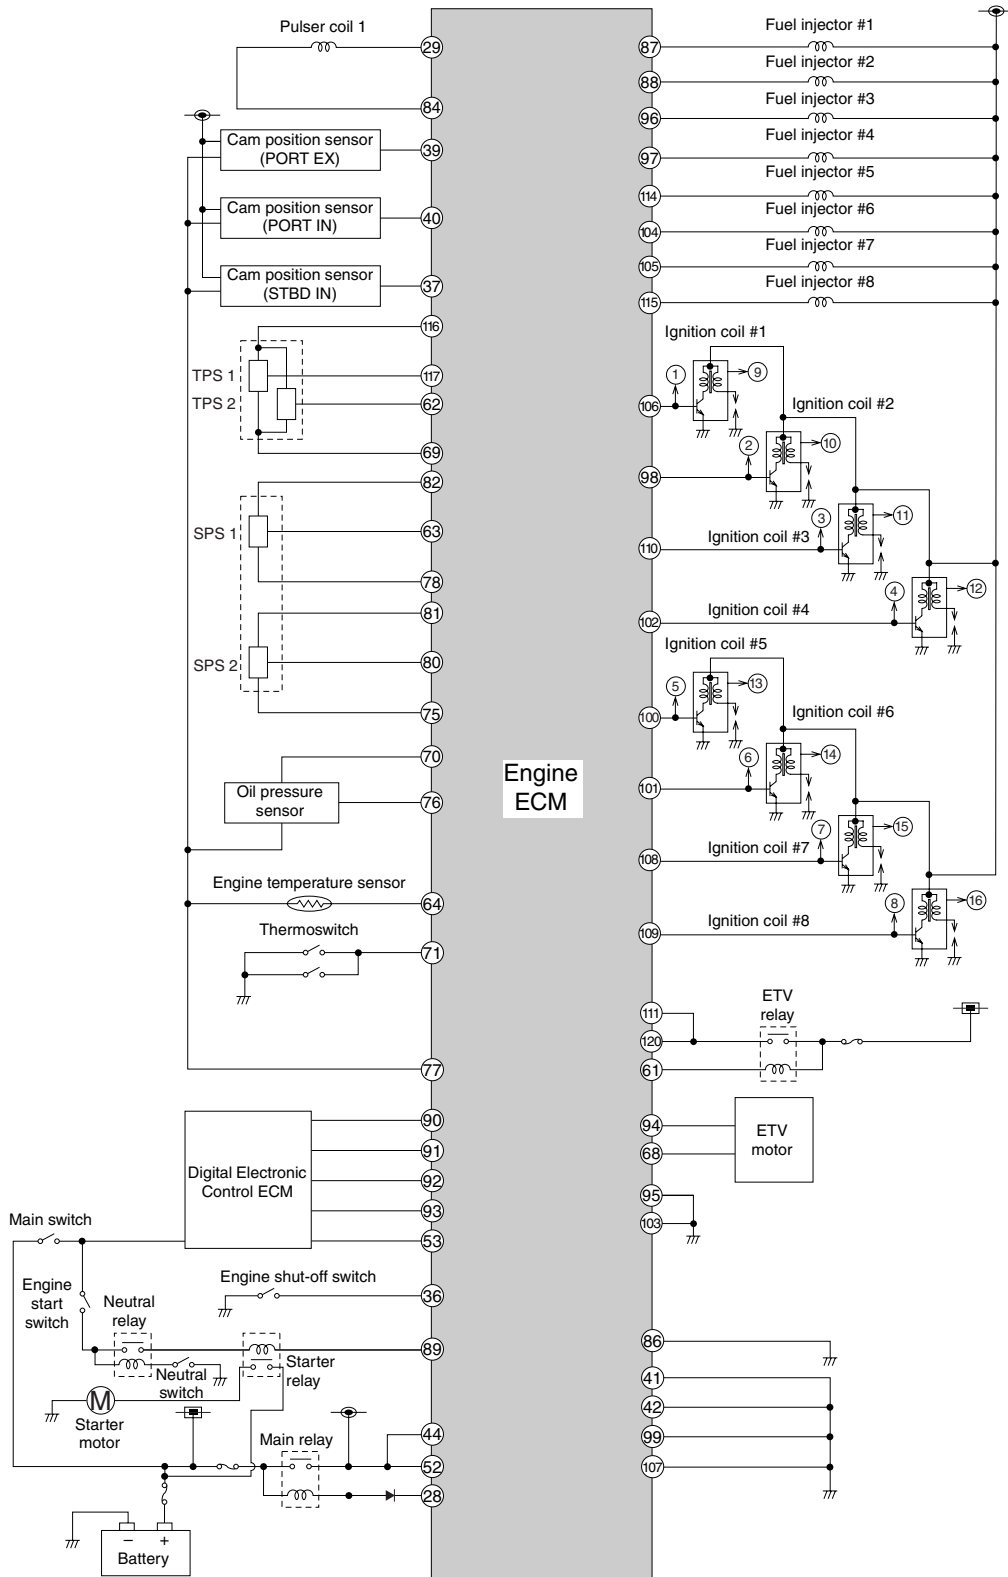 Pulser coil 1
29
84
Cam position sensor
(PORT EX)
39
Cam position sensor
(PORT IN)
40
Cam position sensor
(STBD IN)
37
116
TPS 1
117
TPS 2
62
69
82
SPS 1
63
78
81
SPS 2
80
75
70
Oil pressure
sensor
76
Engine temperature sensor
64
Thermoswitch
71
77
90
91
Digital Electronic
Control ECM
92
93
53
Main switch
Engine shut-off switch
36
Engine
start
switch
Neutral
relay
89
Starter
relay
Neutral
switch
M
Starter
motor
44
Main relay
52
28
− +
Battery
Engine
ECM
Fuel injector #1
87
Fuel injector #2
88
Fuel injector #3
96
Fuel injector #4
97
Fuel injector #5
114
Fuel injector #6
104
Fuel injector #7
105
Fuel injector #8
115
Ignition coil #1
1
9
106
Ignition coil #2
2
10
98
3
11
Ignition coil #3
110
4
12
Ignition coil #4
102
Ignition coil #5
5
13
100
Ignition coil #6
6
14
101
7
15
Ignition coil #7
108
8
16
Ignition coil #8
109
ETV
relay
111
120
61
94
ETV
motor
68
95
103
86
41
42
99
107